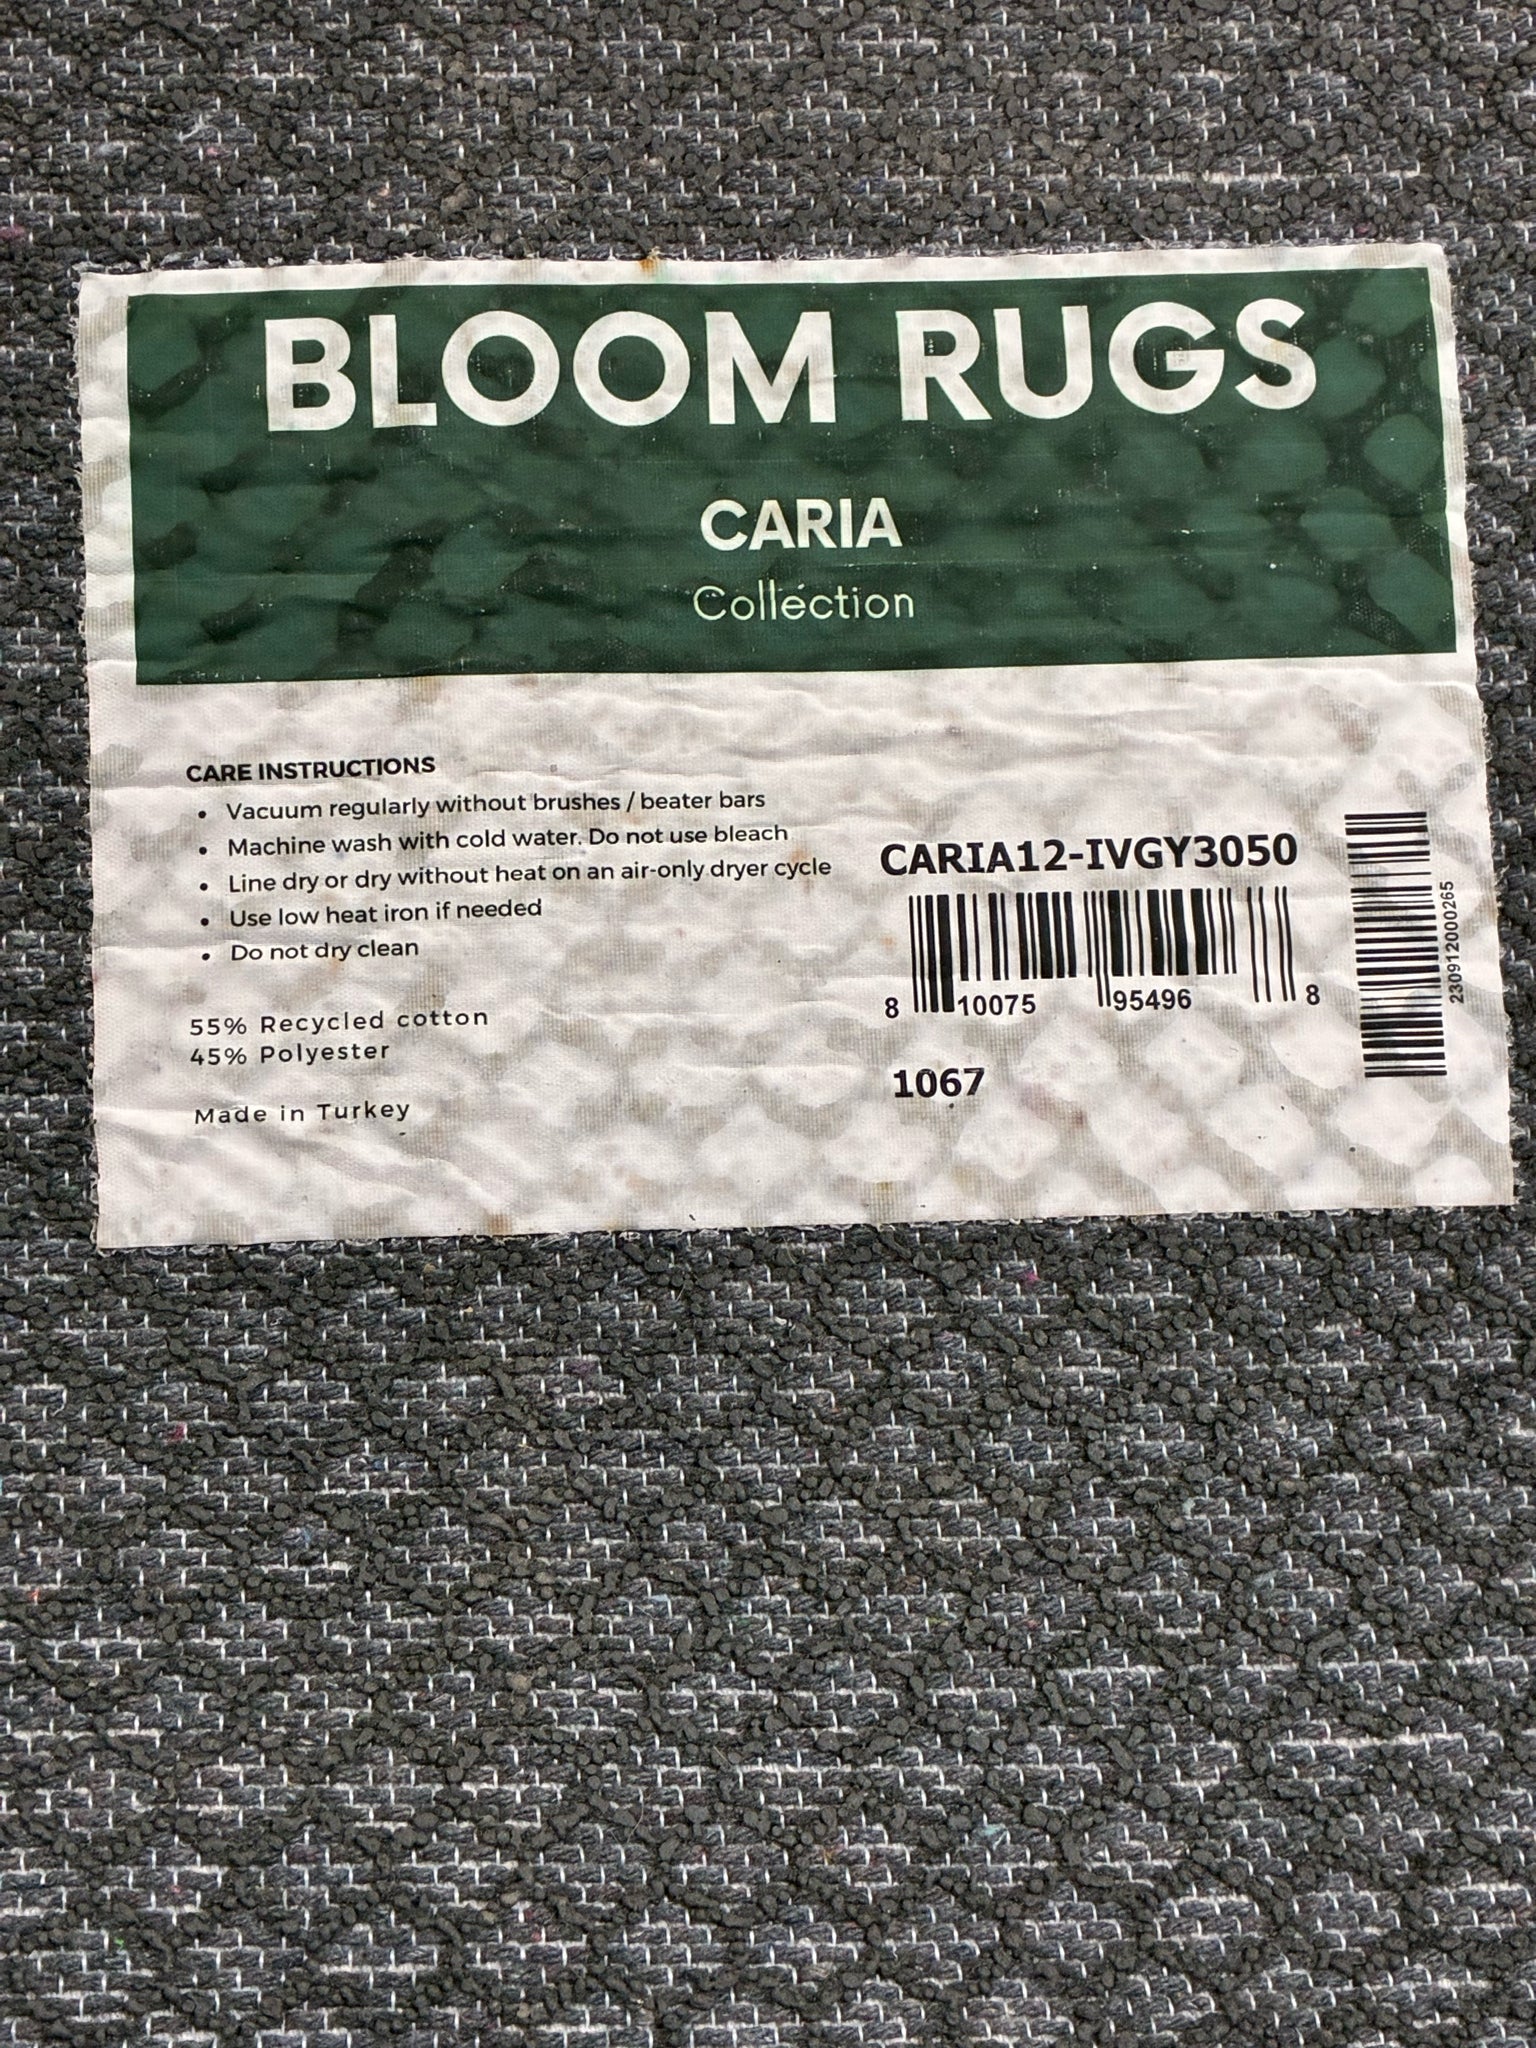 BLOOM RUGS
CARIA
Collection
CARE INSTRUCTIONS
• Vacuum regularly without brushes / beater bars
• Machine wash with cold water. Do not use bleach
• Line dry or dry without heat on an air-only dryer cycle
• Use low heat iron if needed
• Do not dry clean
55% Recycled cotton
45% Polyester
Made in Turkey
CARIA12-IVGY3050
8 10075 95496 8
1067
230912000265